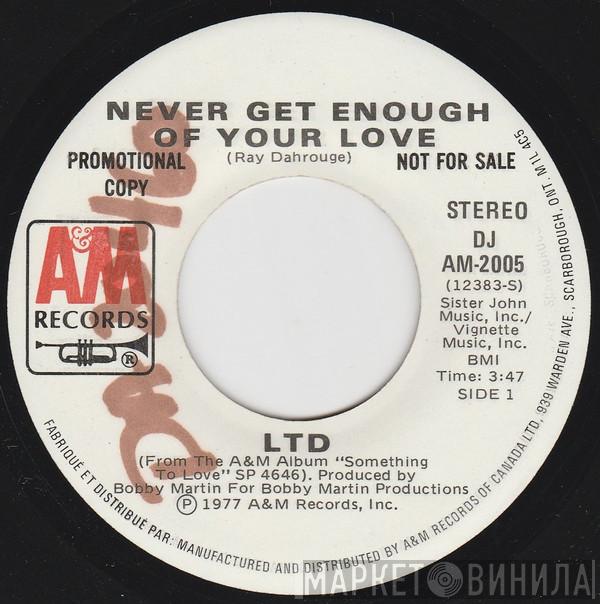 NEVER GET ENOUGH
OF YOUR LOVE
(Ray Dahrouge)
PROMOTIONAL
COPY
NOT FOR SALE
A&M
RECORDS
®
STEREO
DJ
AM-2005
(12383-S)
Sister John
Music, Inc./
Vignette
Music, Inc.
BMI
Time: 3:47
SIDE 1
LTD
(From The A&M Album “Something
To Love” SP 4646). Produced by
Bobby Martin For Bobby Martin Productions
Ⓟ 1977 A&M Records, Inc.
FABRIQUÉ ET DISTRIBUÉ PAR: MANUFACTURED AND DISTRIBUTED BY A&M RECORDS OF CANADA LTD., 939 WARDEN AVE., SCARBOROUGH, ONT. M1L 4C5
МАРКЕТ ВИНИЛА